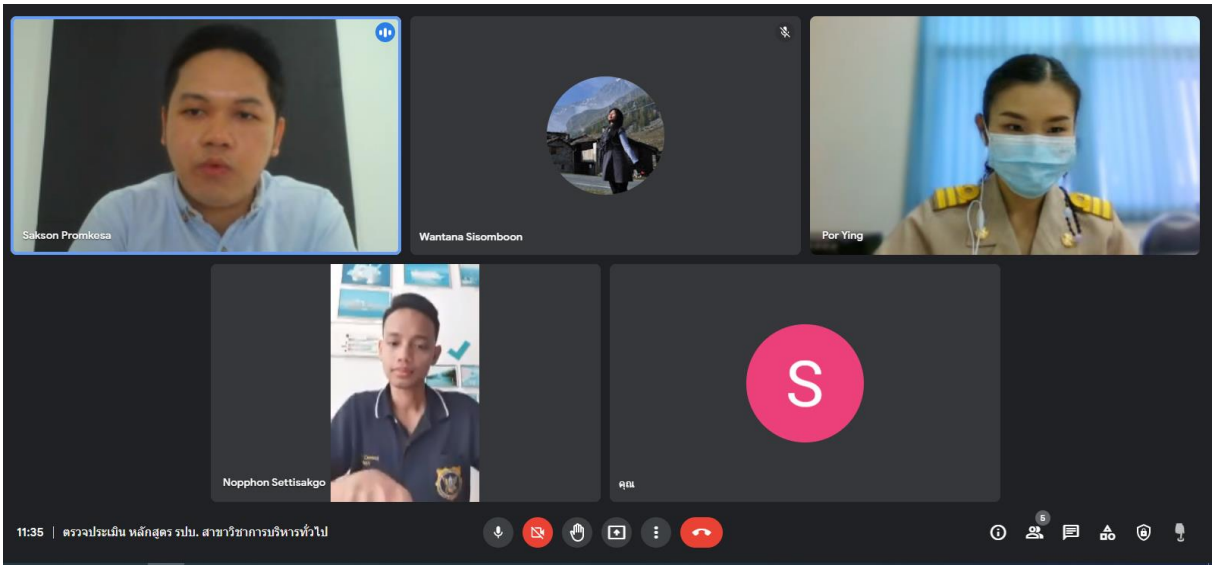 Sakson Promkesa
Wantana Sisomboon
Por Ying
Nopphon Settisakgo
S
คุณ
5
11:35 | ตรวจประเมิน หลักสูตร รปบ. สาขาวิชาการบริหารทั่วไป